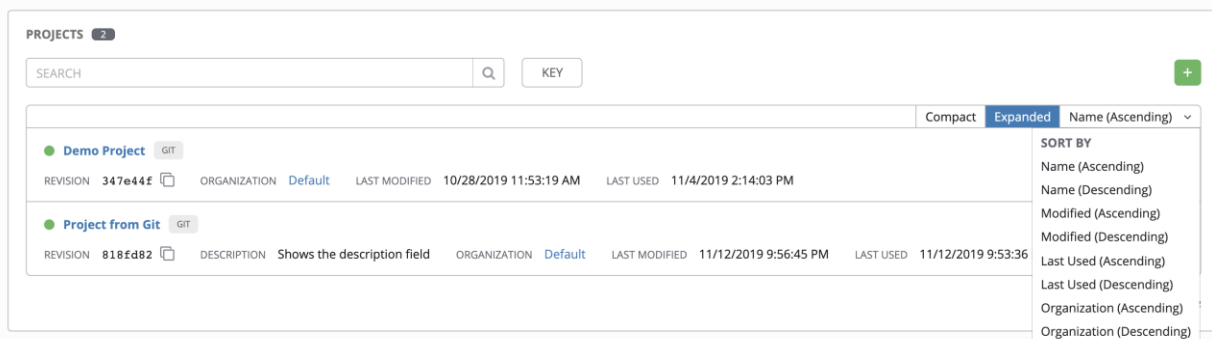 PROJECTS 2
SEARCH KEY +
Compact Expanded Name (Ascending)
SORT BY
Name (Ascending)
Name (Descending)
Modified (Ascending)
Modified (Descending)
Last Used (Ascending)
Last Used (Descending)
Organization (Ascending)
Organization (Descending)
Demo Project GIT
REVISION 347e44f ORGANIZATION Default LAST MODIFIED 10/28/2019 11:53:19 AM LAST USED 11/4/2019 2:14:03 PM
Project from Git GIT
REVISION 818fd82 DESCRIPTION Shows the description field ORGANIZATION Default LAST MODIFIED 11/12/2019 9:56:45 PM LAST USED 11/12/2019 9:53:36